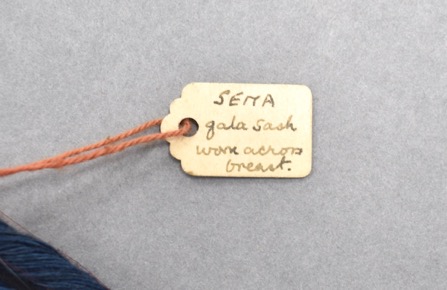 SEMA
gala sash
worn across
breast.